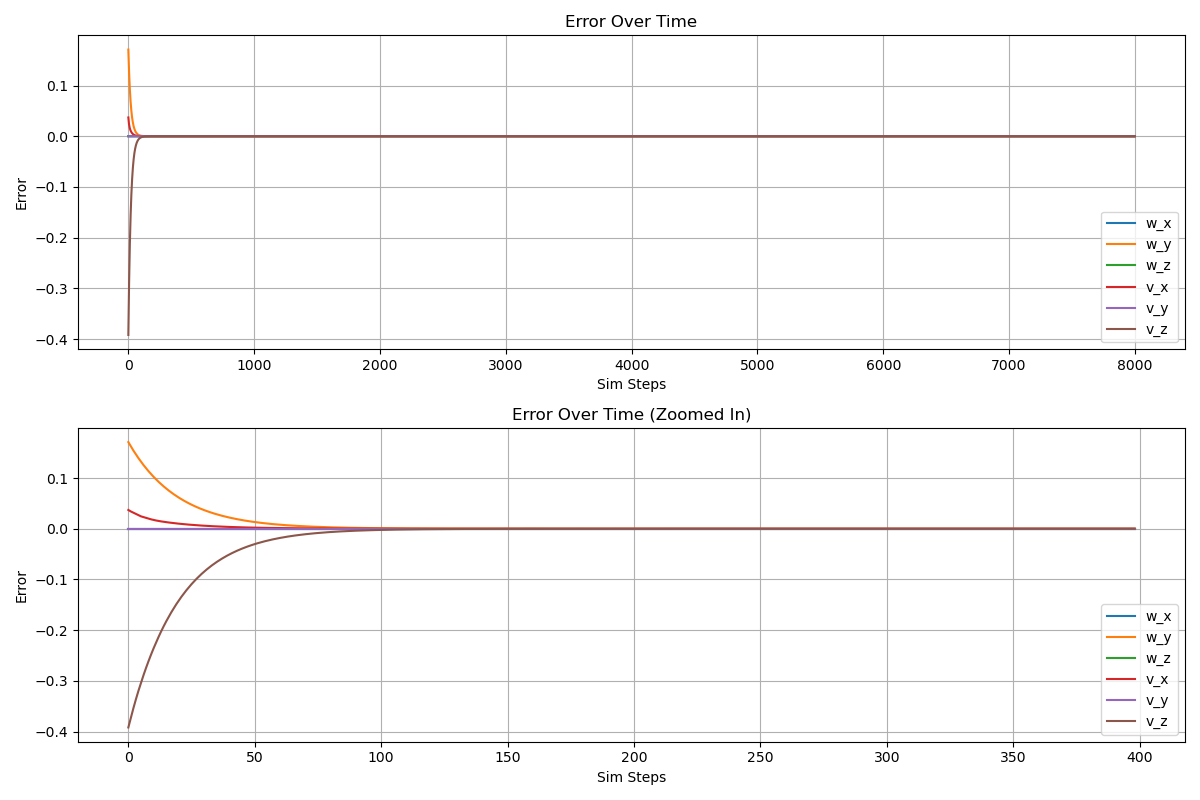 Error Over Time
0.1
0.0
−0.1
−0.2
−0.3
−0.4
Error
w_x
w_y
w_z
v_x
v_y
v_z
0 1000 2000 3000 4000 5000 6000 7000 8000
Sim Steps
Error Over Time (Zoomed In)
0.1
0.0
−0.1
−0.2
−0.3
−0.4
Error
w_x
w_y
w_z
v_x
v_y
v_z
0 50 100 150 200 250 300 350 400
Sim Steps